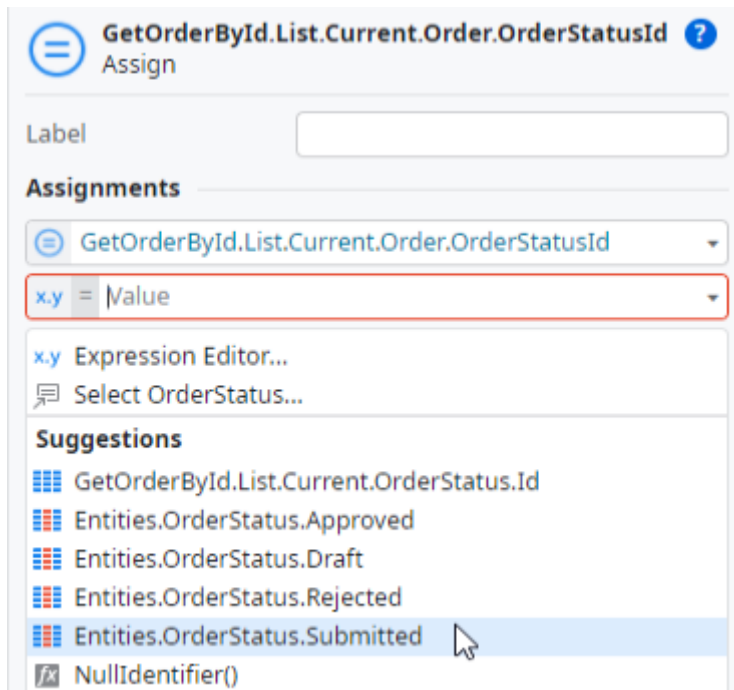 GetOrderById.List.Current.Order.OrderStatusId ?
Assign
Label
Assignments
GetOrderById.List.Current.Order.OrderStatusId
x.y = Value
x.y Expression Editor...
Select OrderStatus...
Suggestions
GetOrderById.List.Current.OrderStatus.Id
Entities.OrderStatus.Approved
Entities.OrderStatus.Draft
Entities.OrderStatus.Rejected
Entities.OrderStatus.Submitted
fx NullIdentifier()